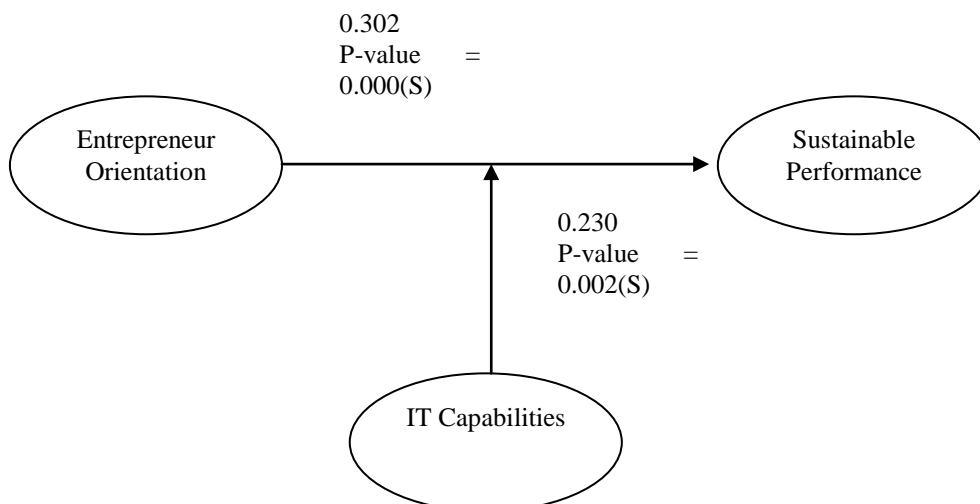 0.302
P-value =
0.000(S)
Entrepreneur
Orientation
Sustainable
Performance
0.230
P-value =
0.002(S)
IT Capabilities